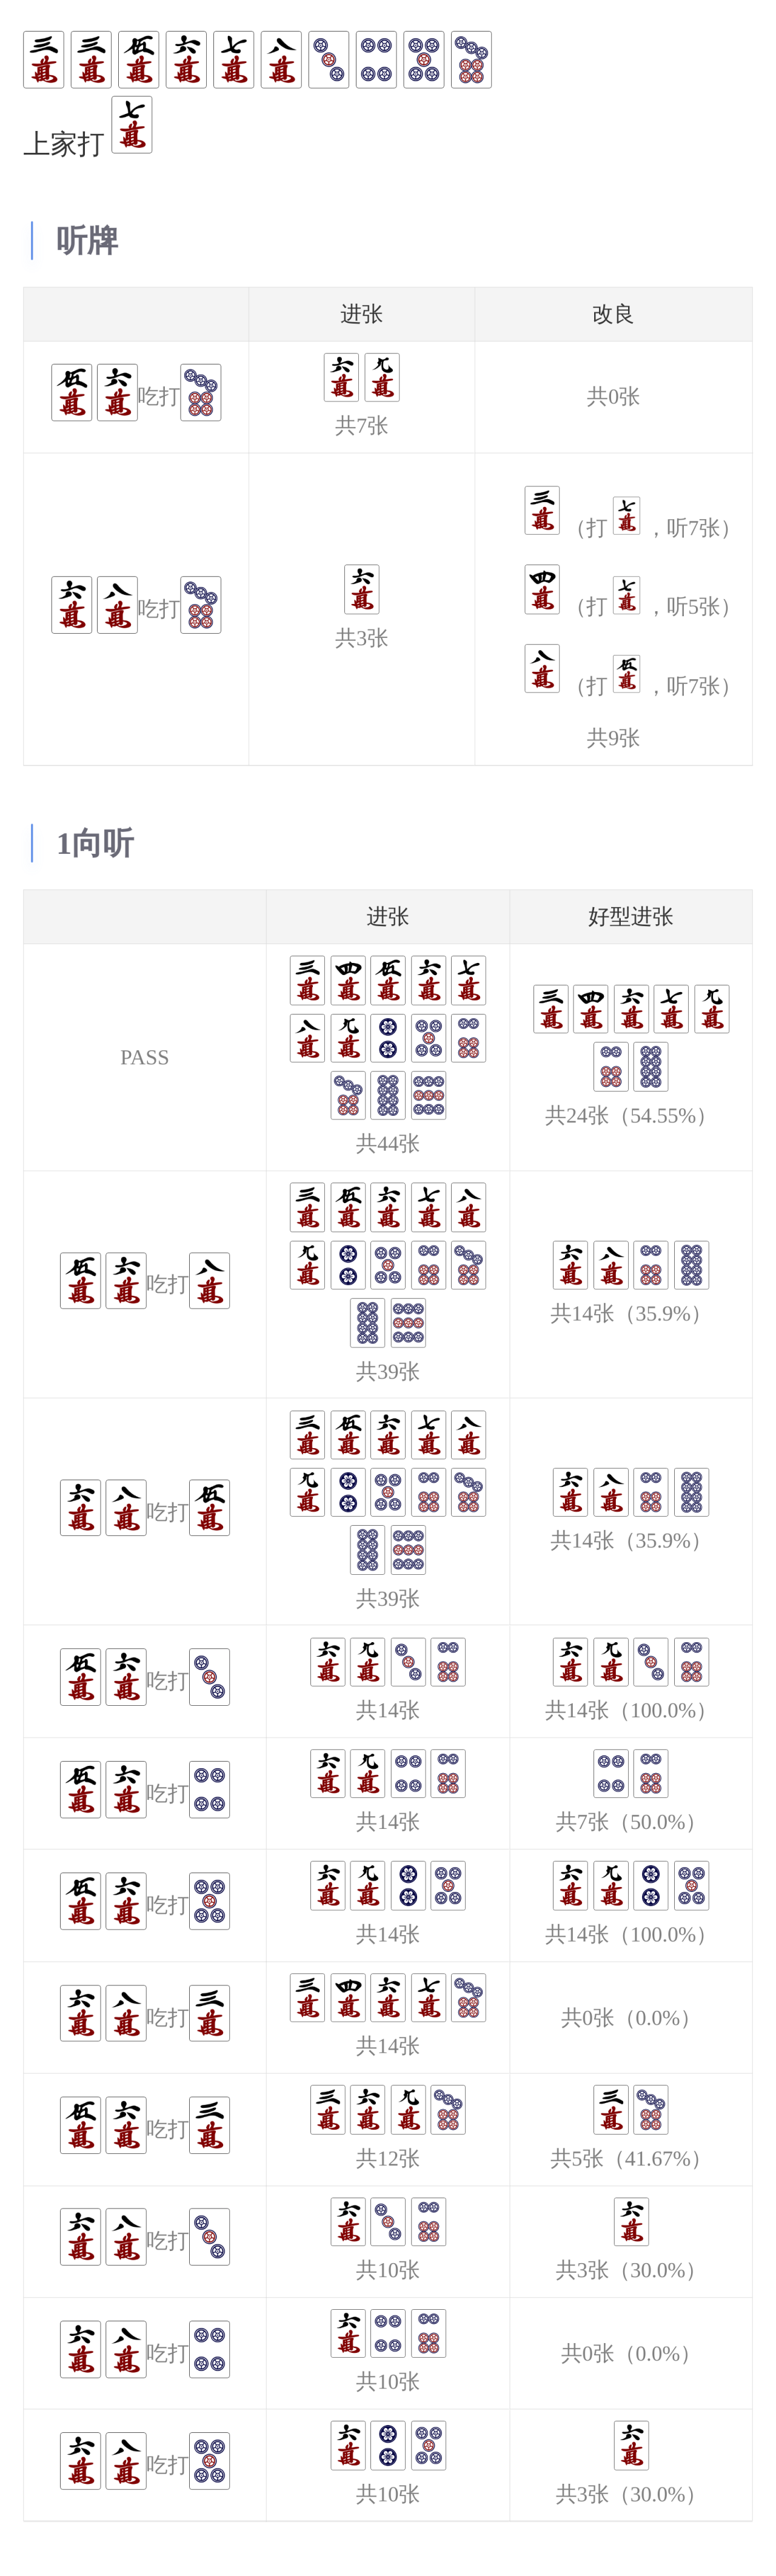 三萬 三萬 伍萬 六萬 七萬 八萬
上家打 七萬
听牌
进张 改良
伍萬 六萬 吃打
六萬 九萬
共7张
共0张
六萬 八萬 吃打
六萬
共3张
三萬 （打 七萬 ，听7张）
四萬 （打 七萬 ，听5张）
八萬 （打 伍萬 ，听7张）
共9张
1向听
进张 好型进张
PASS
三萬 四萬 伍萬 六萬 七萬
八萬 九萬
共44张
三萬 四萬 六萬 七萬 九萬
共24张（54.55%）
伍萬 六萬 吃打 八萬
三萬 伍萬 六萬 七萬 八萬
九萬
共39张
六萬 八萬
共14张（35.9%）
六萬 八萬 吃打 伍萬
三萬 伍萬 六萬 七萬 八萬
九萬
共39张
六萬 八萬
共14张（35.9%）
伍萬 六萬 吃打
六萬 九萬
共14张
六萬 九萬
共14张（100.0%）
伍萬 六萬 吃打
六萬 九萬
共14张
共7张（50.0%）
伍萬 六萬 吃打
六萬 九萬
共14张
六萬 九萬
共14张（100.0%）
六萬 八萬 吃打 三萬
三萬 四萬 六萬 七萬
共14张
共0张（0.0%）
伍萬 六萬 吃打 三萬
三萬 六萬 九萬
共12张
三萬
共5张（41.67%）
六萬 八萬 吃打
六萬
共10张
六萬
共3张（30.0%）
六萬 八萬 吃打
六萬
共10张
共0张（0.0%）
六萬 八萬 吃打
六萬
共10张
六萬
共3张（30.0%）